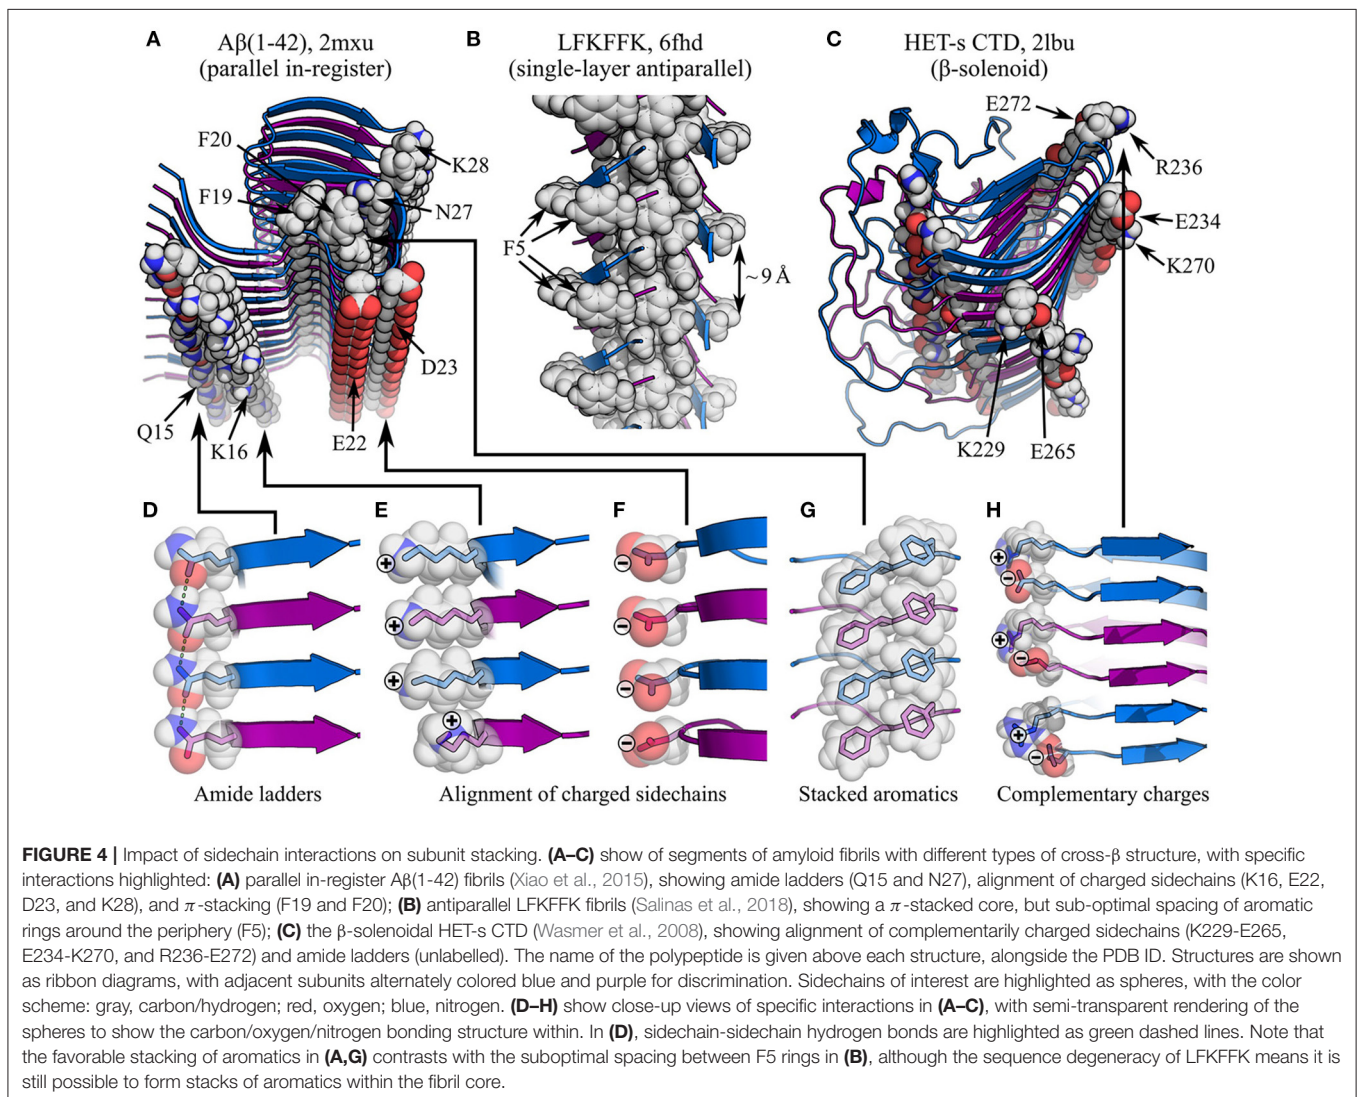 A
Aβ(1-42), 2mxu
(parallel in-register)
B
LFKFFK, 6fhd
(single-layer antiparallel)
C
HET-s CTD, 2lbu
(β-solenoid)
F20
F19
K28
N27
D23
E22
K16
Q15
F5
~9 Å
E272
R236
E234
K270
K229
E265
D
E
F
G
H
+
+
+
+
−
−
−
−
+
−
+
−
+
−
Amide ladders
Alignment of charged sidechains
Stacked aromatics
Complementary charges
FIGURE 4 | Impact of sidechain interactions on subunit stacking. (A–C) show of segments of amyloid fibrils with different types of cross-β structure, with specific
interactions highlighted: (A) parallel in-register Aβ(1-42) fibrils (Xiao et al., 2015), showing amide ladders (Q15 and N27), alignment of charged sidechains (K16, E22,
D23, and K28), and π-stacking (F19 and F20); (B) antiparallel LFKFFK fibrils (Salinas et al., 2018), showing a π-stacked core, but sub-optimal spacing of aromatic
rings around the periphery (F5); (C) the β-solenoidal HET-s CTD (Wasmer et al., 2008), showing alignment of complementarily charged sidechains (K229-E265,
E234-K270, and R236-E272) and amide ladders (unlabelled). The name of the polypeptide is given above each structure, alongside the PDB ID. Structures are shown
as ribbon diagrams, with adjacent subunits alternately colored blue and purple for discrimination. Sidechains of interest are highlighted as spheres, with the color
scheme: gray, carbon/hydrogen; red, oxygen; blue, nitrogen. (D–H) show close-up views of specific interactions in (A–C), with semi-transparent rendering of the
spheres to show the carbon/oxygen/nitrogen bonding structure within. In (D), sidechain-sidechain hydrogen bonds are highlighted as green dashed lines. Note that
the favorable stacking of aromatics in (A,G) contrasts with the suboptimal spacing between F5 rings in (B), although the sequence degeneracy of LFKFFK means it is
still possible to form stacks of aromatics within the fibril core.